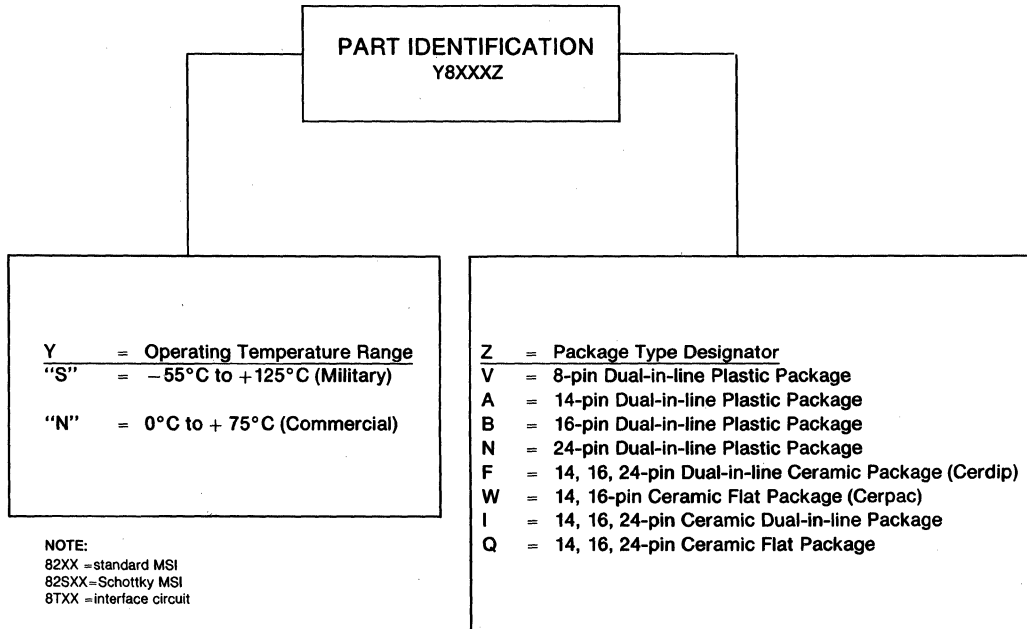 PART IDENTIFICATION
Y8XXXZ
Y = Operating Temperature Range
“S” = −55°C to +125°C (Military)
“N” = 0°C to + 75°C (Commercial)
NOTE:
82XX =standard MSI
82SXX=Schottky MSI
8TXX =interface circuit
Z = Package Type Designator
V = 8-pin Dual-in-line Plastic Package
A = 14-pin Dual-in-line Plastic Package
B = 16-pin Dual-in-line Plastic Package
N = 24-pin Dual-in-line Plastic Package
F = 14, 16, 24-pin Dual-in-line Ceramic Package (Cerdip)
W = 14, 16-pin Ceramic Flat Package (Cerpac)
I = 14, 16, 24-pin Ceramic Dual-in-line Package
Q = 14, 16, 24-pin Ceramic Flat Package